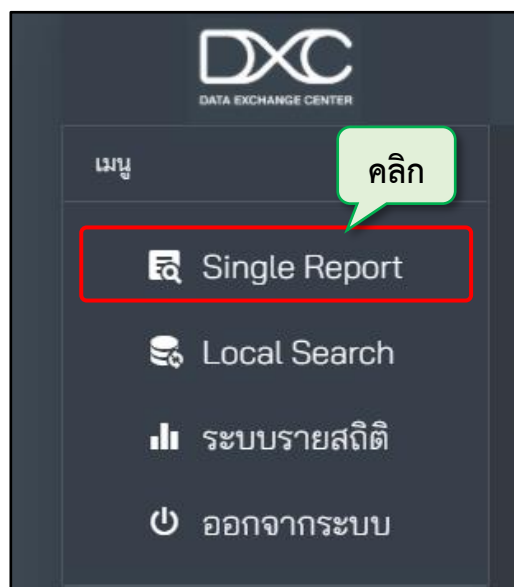 DXC
DATA EXCHANGE CENTER
เมนู
คลิก
Single Report
Local Search
ระบบรายสถิติ
ออกจากระบบ